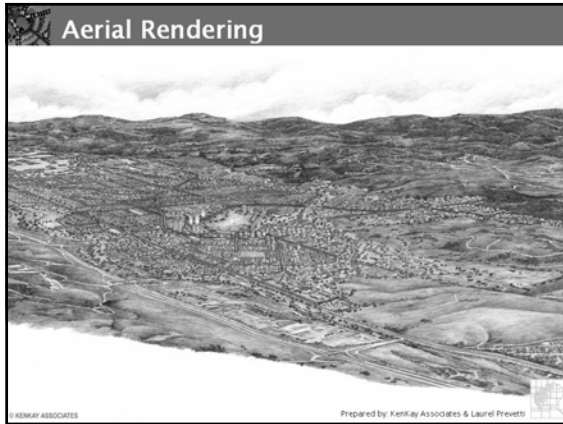 Aerial Rendering
© KENKAY ASSOCIATES
Prepared by: KenKay Associates & Laurel Prevetti